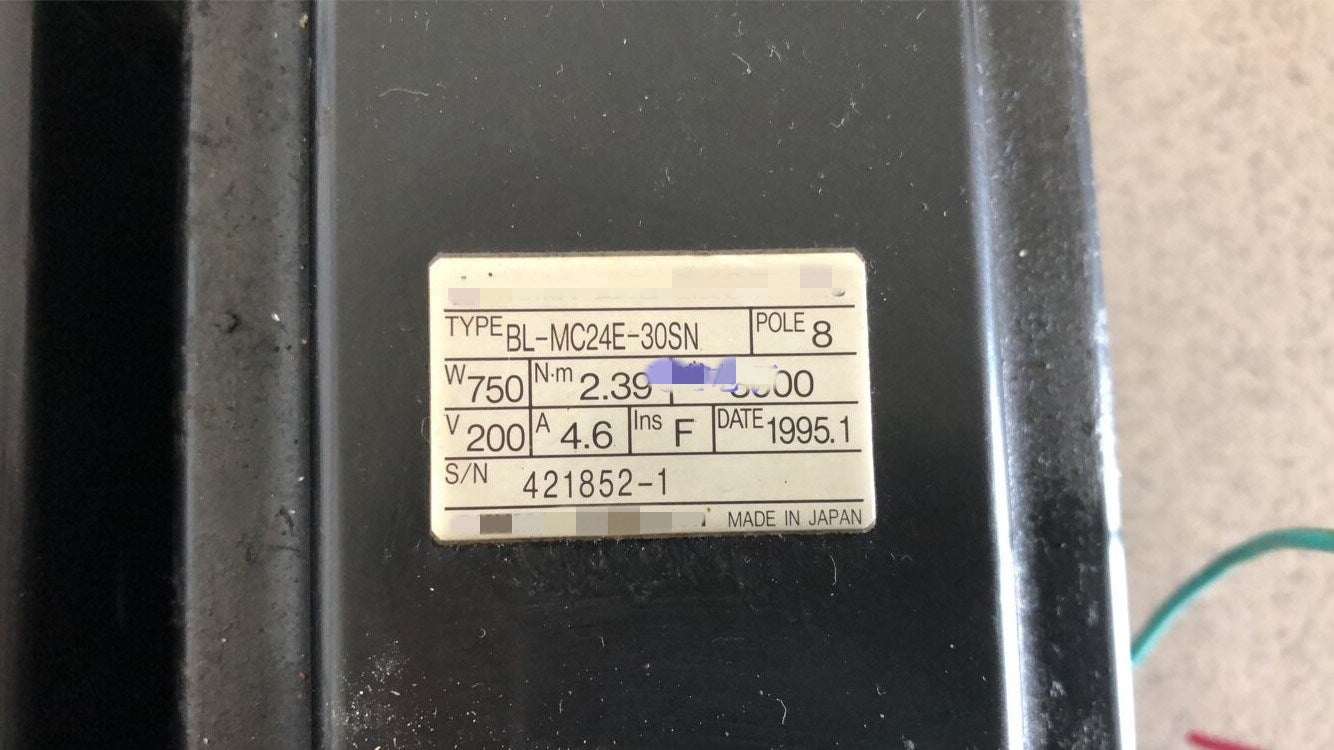 TYPE BL-MC24E-30SN POLE 8
W 750 N·m 2.39
V 200 A 4.6 Ins F DATE 1995.1
S/N 421852-1
MADE IN JAPAN